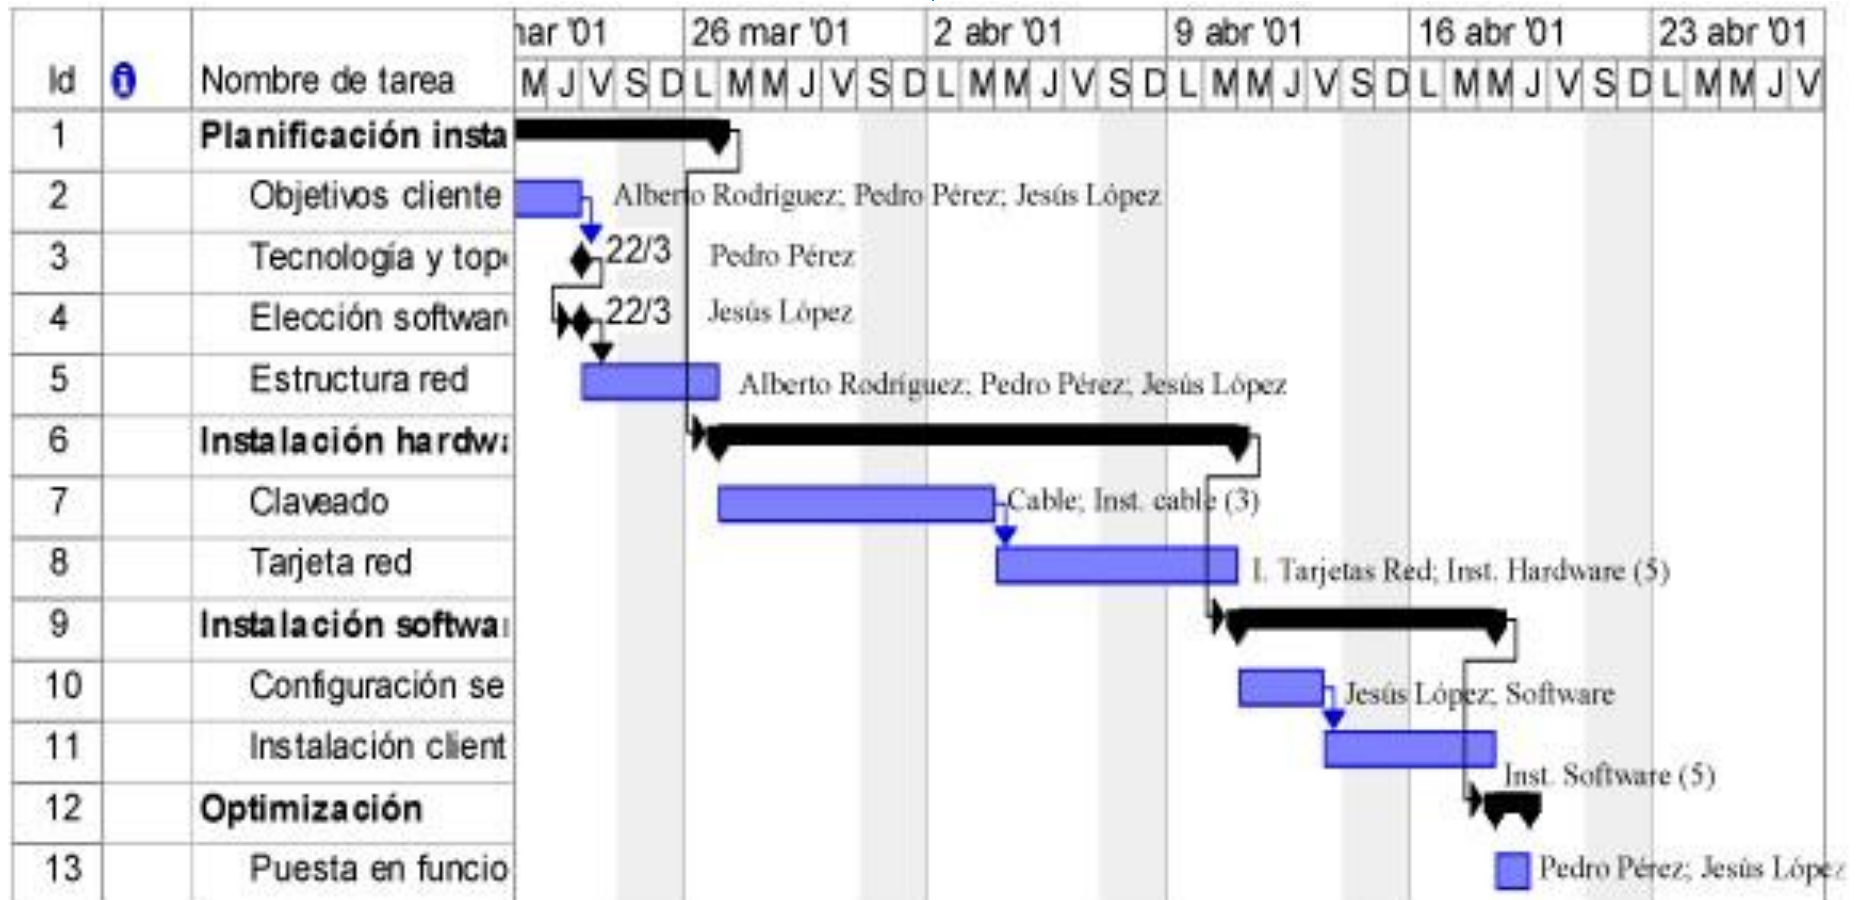 mar '01 26 mar '01 2 abr '01 9 abr '01 16 abr '01 23 abr '01
Id Nombre de tarea M J V S D L M M J V S D L M M J V S D L M M J V S D L M M J V S D L M M J V
1 Planificación insta
2 Objetivos cliente Alberto Rodríguez; Pedro Pérez; Jesús López
3 Tecnología y top 22/3 Pedro Pérez
4 Elección softwar 22/3 Jesús López
5 Estructura red Alberto Rodríguez; Pedro Pérez; Jesús López
6 Instalación hardwa
7 Claveado Cable; Inst. cable (3)
8 Tarjeta red I. Tarjetas Red; Inst. Hardware (5)
9 Instalación softwar
10 Configuración se Jesús López; Software
11 Instalación client Inst. Software (5)
12 Optimización
13 Puesta en funcio Pedro Pérez; Jesús López